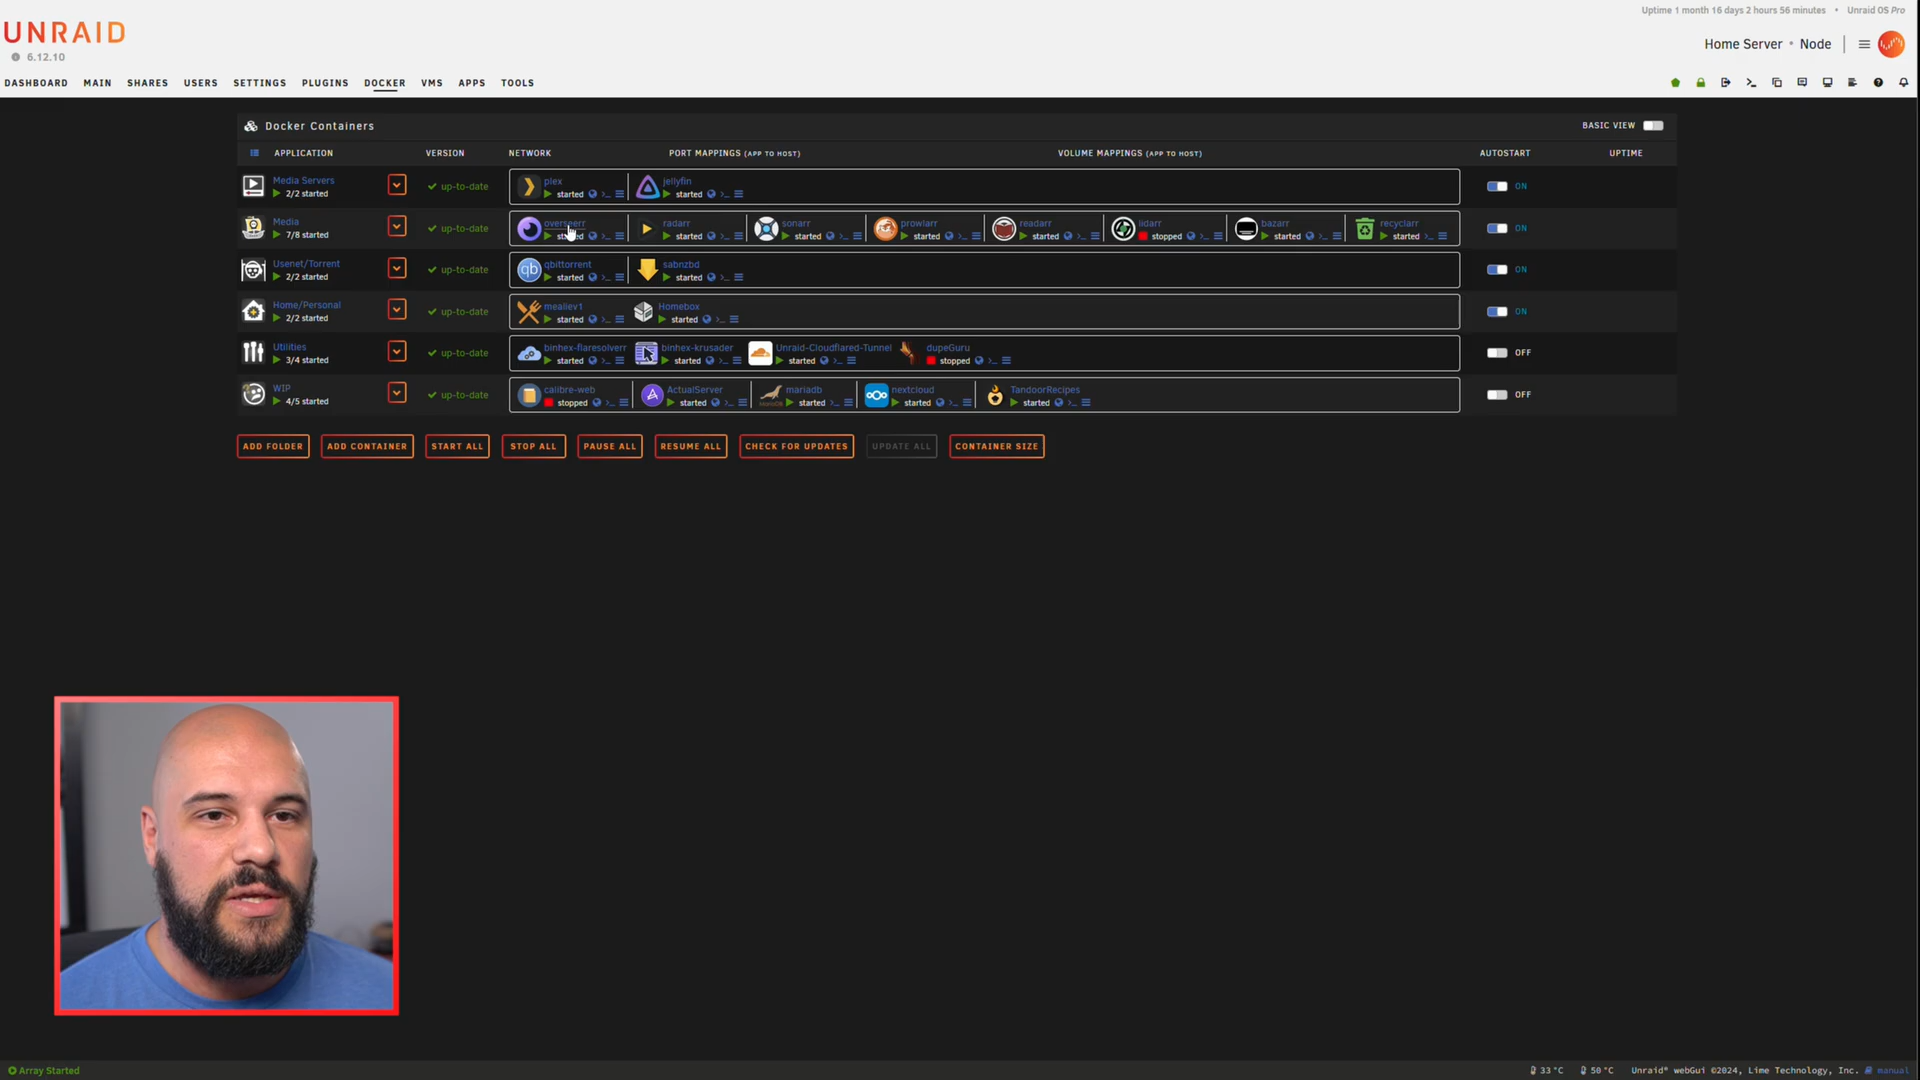 Uptime 1 month 16 days 2 hours 56 minutes • Unraid OS Pro
UNRAID
6.12.10
Home Server • Node
DASHBOARD MAIN SHARES USERS SETTINGS PLUGINS DOCKER VMS APPS TOOLS
Docker Containers
BASIC VIEW
APPLICATION VERSION NETWORK PORT MAPPINGS (APP TO HOST) VOLUME MAPPINGS (APP TO HOST) AUTOSTART UPTIME
Media Servers
2/2 started
up-to-date
plex
started
jellyfin
started
ON
Media
7/8 started
up-to-date
overseerr
started
radarr
started
sonarr
started
prowlarr
started
readarr
started
lidarr
stopped
bazarr
started
recyclarr
started
ON
Usenet/Torrent
2/2 started
up-to-date
qb
qbittorrent
started
sabnzbd
started
ON
Home/Personal
2/2 started
up-to-date
mealiev1
started
Homebox
started
ON
Utilities
3/4 started
up-to-date
binhex-flaresolverr
started
binhex-krusader
started
Unraid-Cloudflared-Tunnel
started
dupeGuru
stopped
OFF
WIP
4/5 started
up-to-date
calibre-web
stopped
ActualServer
started
mariadb
started
nextcloud
started
TandoorRecipes
started
OFF
ADD FOLDER ADD CONTAINER START ALL STOP ALL PAUSE ALL RESUME ALL CHECK FOR UPDATES UPDATE ALL CONTAINER SIZE
Array Started
33 °C 50 °C Unraid® webGui ©2024, Lime Technology, Inc. manual